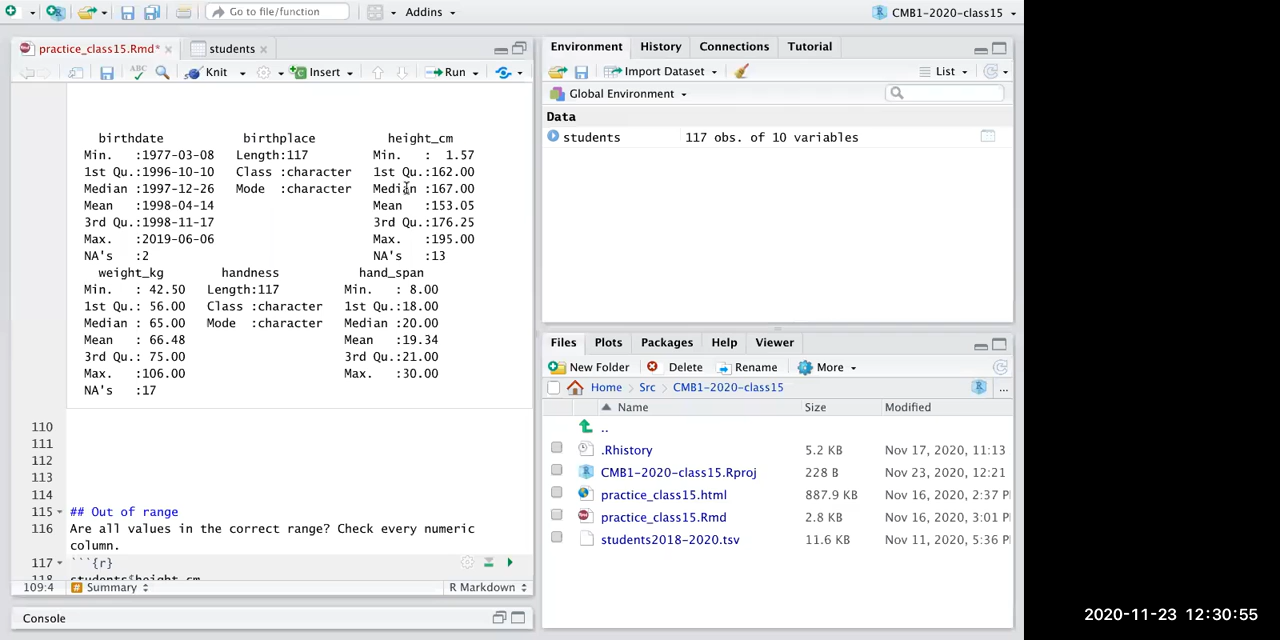 Go to file/function
Addins
CMB1-2020-class15
practice_class15.Rmd*
students
ABC
Knit
Insert
Run
birthdate birthplace height_cm
Min. :1977-03-08 Length:117 Min. : 1.57
1st Qu.:1996-10-10 Class :character 1st Qu.:162.00
Median :1997-12-26 Mode :character Median :167.00
Mean :1998-04-14 Mean :153.05
3rd Qu.:1998-11-17 3rd Qu.:176.25
Max. :2019-06-06 Max. :195.00
NA's :2 NA's :13
weight_kg handness hand_span
Min. : 42.50 Length:117 Min. : 8.00
1st Qu.: 56.00 Class :character 1st Qu.:18.00
Median : 65.00 Mode :character Median :20.00
Mean : 66.48 Mean :19.34
3rd Qu.: 75.00 3rd Qu.:21.00
Max. :106.00 Max. :30.00
NA's :17
110
111
112
113
114
115 ## Out of range
116 Are all values in the correct range? Check every numeric
column.
117 ```{r}
118 students$height_cm
109:4 # Summary R Markdown
Console
Environment History Connections Tutorial
Import Dataset List
Global Environment
Data
students 117 obs. of 10 variables
Files Plots Packages Help Viewer
New Folder Delete Rename More
Home Src CMB1-2020-class15 ...
Name Size Modified
..
.Rhistory 5.2 KB Nov 17, 2020, 11:13
CMB1-2020-class15.Rproj 228 B Nov 23, 2020, 12:21
practice_class15.html 887.9 KB Nov 16, 2020, 2:37 P
practice_class15.Rmd 2.8 KB Nov 16, 2020, 3:01 P
students2018-2020.tsv 11.6 KB Nov 11, 2020, 5:36 P
2020-11-23 12:30:55